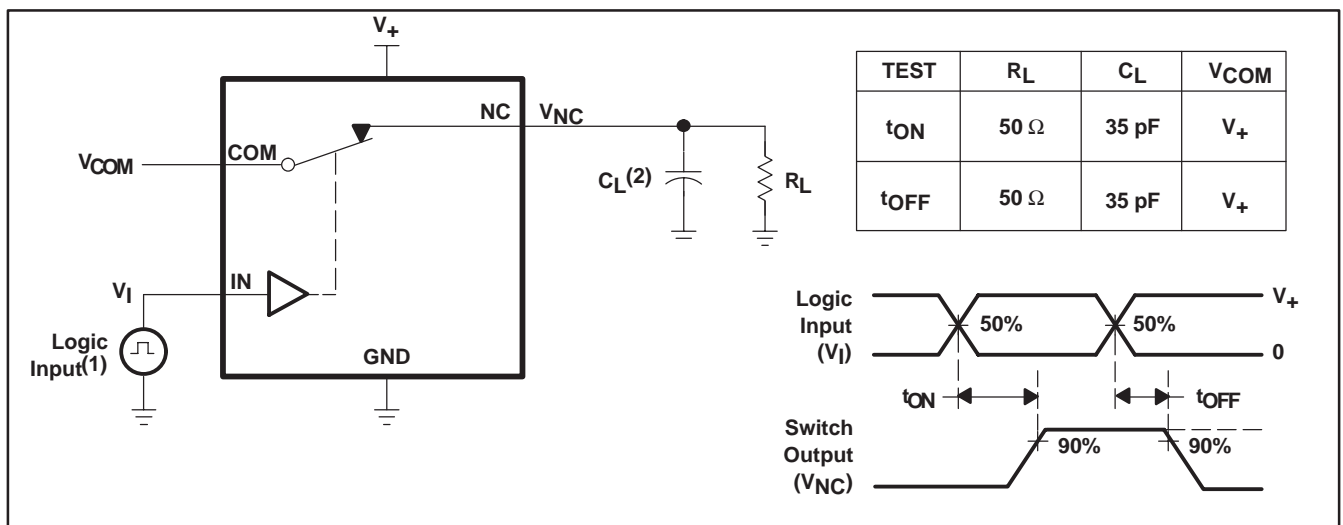 V+
NC VNC
COM
VCOM
CL(2)
RL
VI
IN
Logic
Input(1)
GND
TEST RL CL VCOM
tON 50 Ω 35 pF V+
tOFF 50 Ω 35 pF V+
Logic
Input
(VI)
50% 50%
V+
0
tON tOFF
Switch
Output
(VNC)
90% 90%